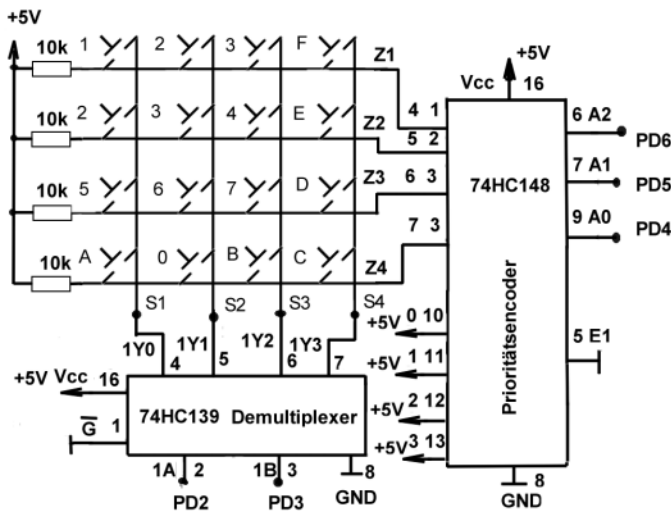 +5V
10k 1 2 3 F Z1
+5V
Vcc 16
10k 2 3 4 E Z2
4 1
5 2
6 A2 PD6
10k 5 6 7 D Z3
6 3
74HC148
7 A1 PD5
10k A 0 B C Z4
7 3
9 A0 PD4
S1 S2 S3 S4
+5V 0 10
1Y0 1Y1 1Y2 1Y3
4 5 6 7
+5V 1 11
5 E1
+5V Vcc 16
74HC139 Demultiplexer
+5V 2 12
G 1
+5V 3 13
Prioritätsencoder
1A 2 1B 3 8
PD2 PD3 GND
8
GND